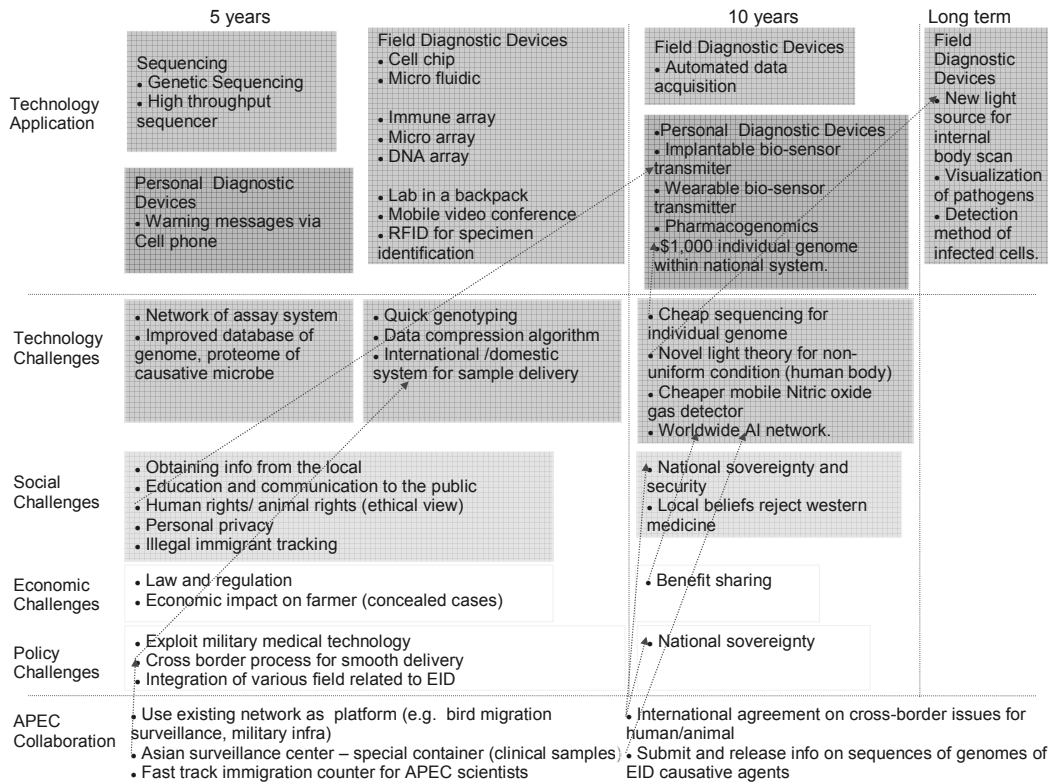 5 years
10 years
Long term
Technology
Application
Sequencing
• Genetic Sequencing
• High throughput
sequencer
Personal Diagnostic
Devices
• Warning messages via
Cell phone
Field Diagnostic Devices
• Cell chip
• Micro fluidic
• Immune array
• Micro array
• DNA array
• Lab in a backpack
• Mobile video conference
• RFID for specimen
identification
Field Diagnostic Devices
• Automated data
acquisition
•Personal Diagnostic Devices
• Implantable bio-sensor
transmiter
• Wearable bio-sensor
transmitter
• Pharmacogenomics
•$1,000 individual genome
within national system.
Field
Diagnostic
Devices
• New light
source for
internal
body scan
• Visualization
of pathogens
• Detection
method of
infected cells.
Technology
Challenges
• Network of assay system
• Improved database of
genome, proteome of
causative microbe
• Quick genotyping
• Data compression algorithm
• International /domestic
system for sample delivery
• Cheap sequencing for
individual genome
• Novel light theory for non-
uniform condition (human body)
• Cheaper mobile Nitric oxide
gas detector
• Worldwide AI network.
Social
Challenges
• Obtaining info from the local
• Education and communication to the public
• Human rights/ animal rights (ethical view)
• Personal privacy
• Illegal immigrant tracking
• National sovereignty and
security
• Local beliefs reject western
medicine
Economic
Challenges
• Law and regulation
• Economic impact on farmer (concealed cases)
• Benefit sharing
Policy
Challenges
• Exploit military medical technology
• Cross border process for smooth delivery
• Integration of various field related to EID
• National sovereignty
APEC
Collaboration
• Use existing network as platform (e.g. bird migration
surveillance, military infra)
• Asian surveillance center – special container (clinical samples)
• Fast track immigration counter for APEC scientists
• International agreement on cross-border issues for
human/animal
• Submit and release info on sequences of genomes of
EID causative agents